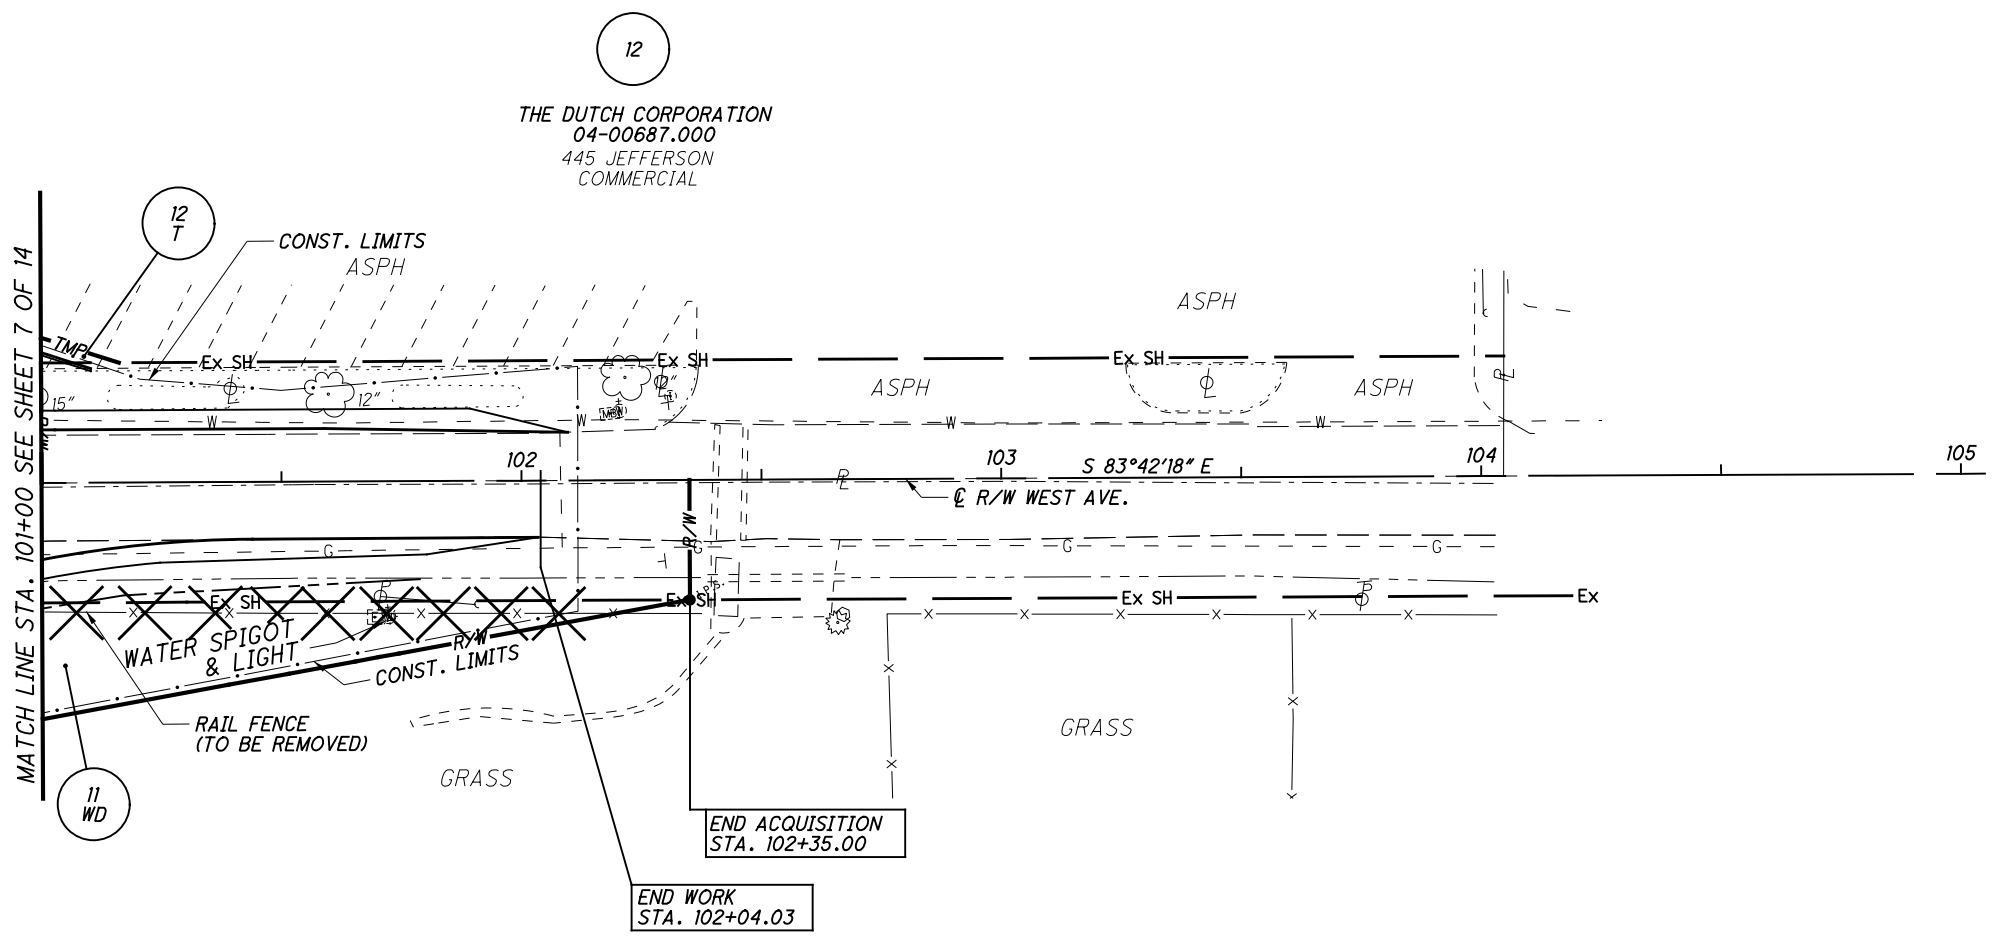 12
THE DUTCH CORPORATION
04-00687.000
445 JEFFERSON
COMMERCIAL
12
T
CONST. LIMITS
ASPH
ASPH
MATCH LINE STA. 101+00 SEE SHEET 7 OF 14
TMP
Ex SH
Ex SH
Ex SH
15"
12"
12"
ASPH
ASPH
W
W
W
W
102
103
S 83°42'18" E
104
105
℄ R/W WEST AVE.
R/W
G
G
G
G
Ex SH
Ex SH
Ex SH
Ex
WATER SPIGOT
& LIGHT
R/W
CONST. LIMITS
RAIL FENCE
(TO BE REMOVED)
GRASS
GRASS
11
WD
END ACQUISITION
STA. 102+35.00
END WORK
STA. 102+04.03